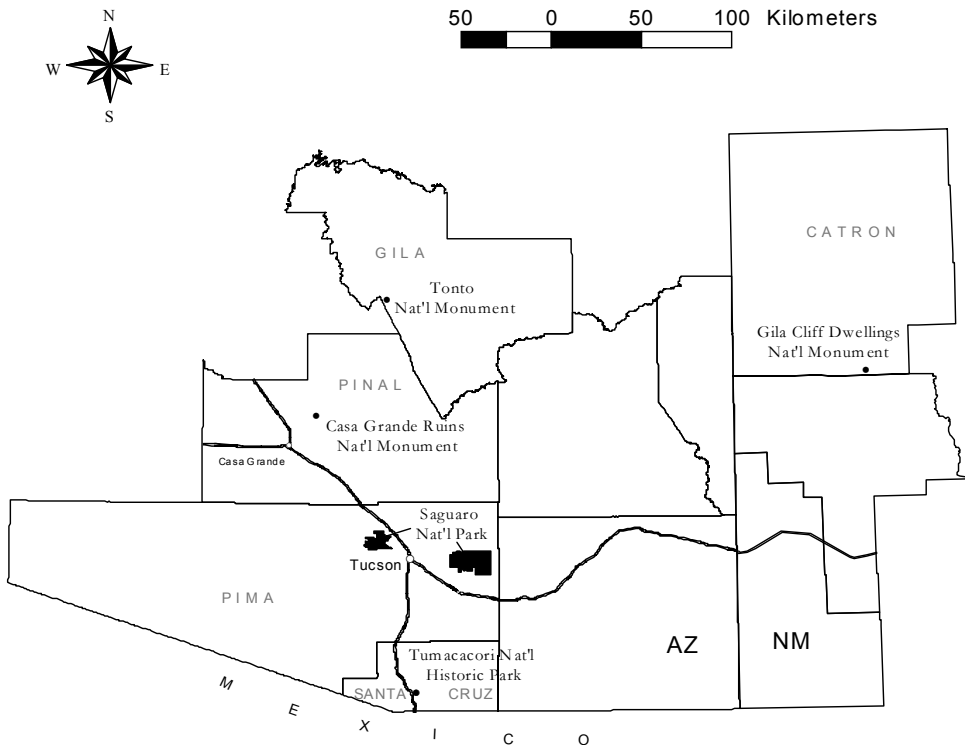 50 0 50 100 Kilometers
N
W E
S
CATRON
GILA
Tonto
Nat'l Monument
Gila Cliff Dwellings
Nat'l Monument
PINAL
Casa Grande Ruins
Nat'l Monument
Casa Grande
Saguaro
Nat'l Park
Tucson
PIMA
AZ NM
Tumacacori Nat'l
Historic Park
SANTA CRUZ
MEXICO